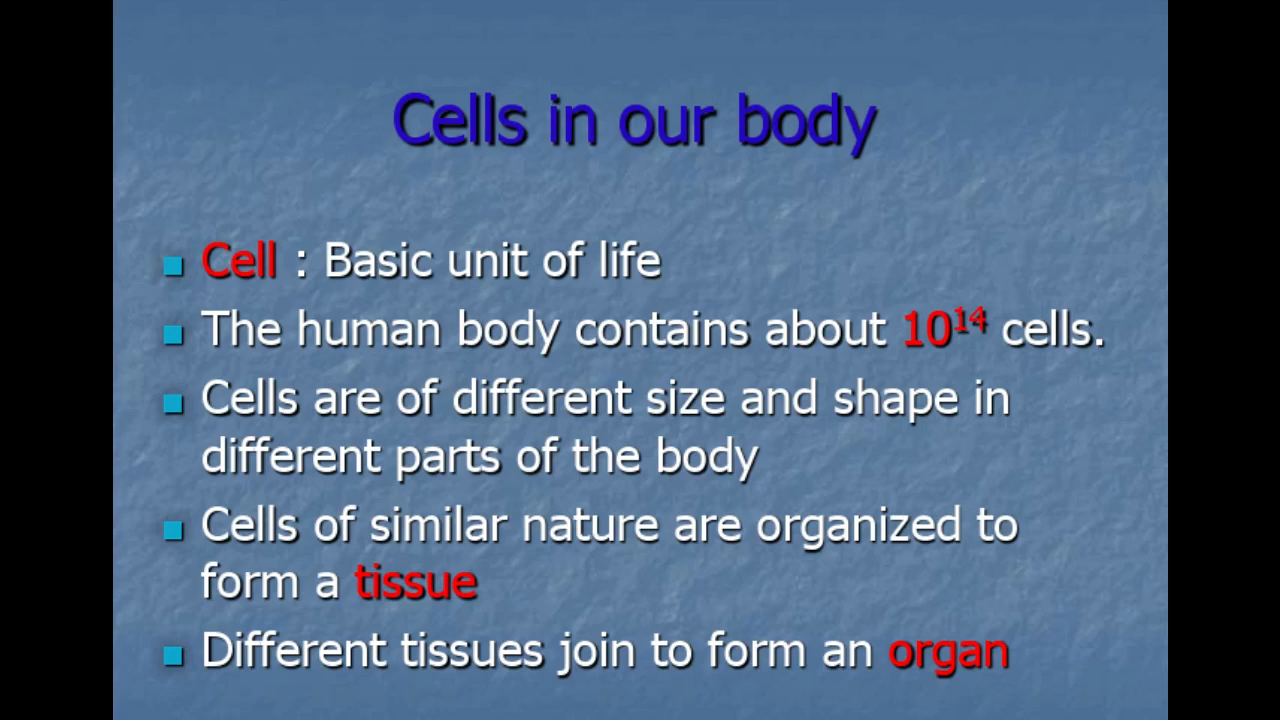 Cells in our body
■ Cell : Basic unit of life
■ The human body contains about 10¹⁴ cells.
■ Cells are of different size and shape in
different parts of the body
■ Cells of similar nature are organized to
form a tissue
■ Different tissues join to form an organ